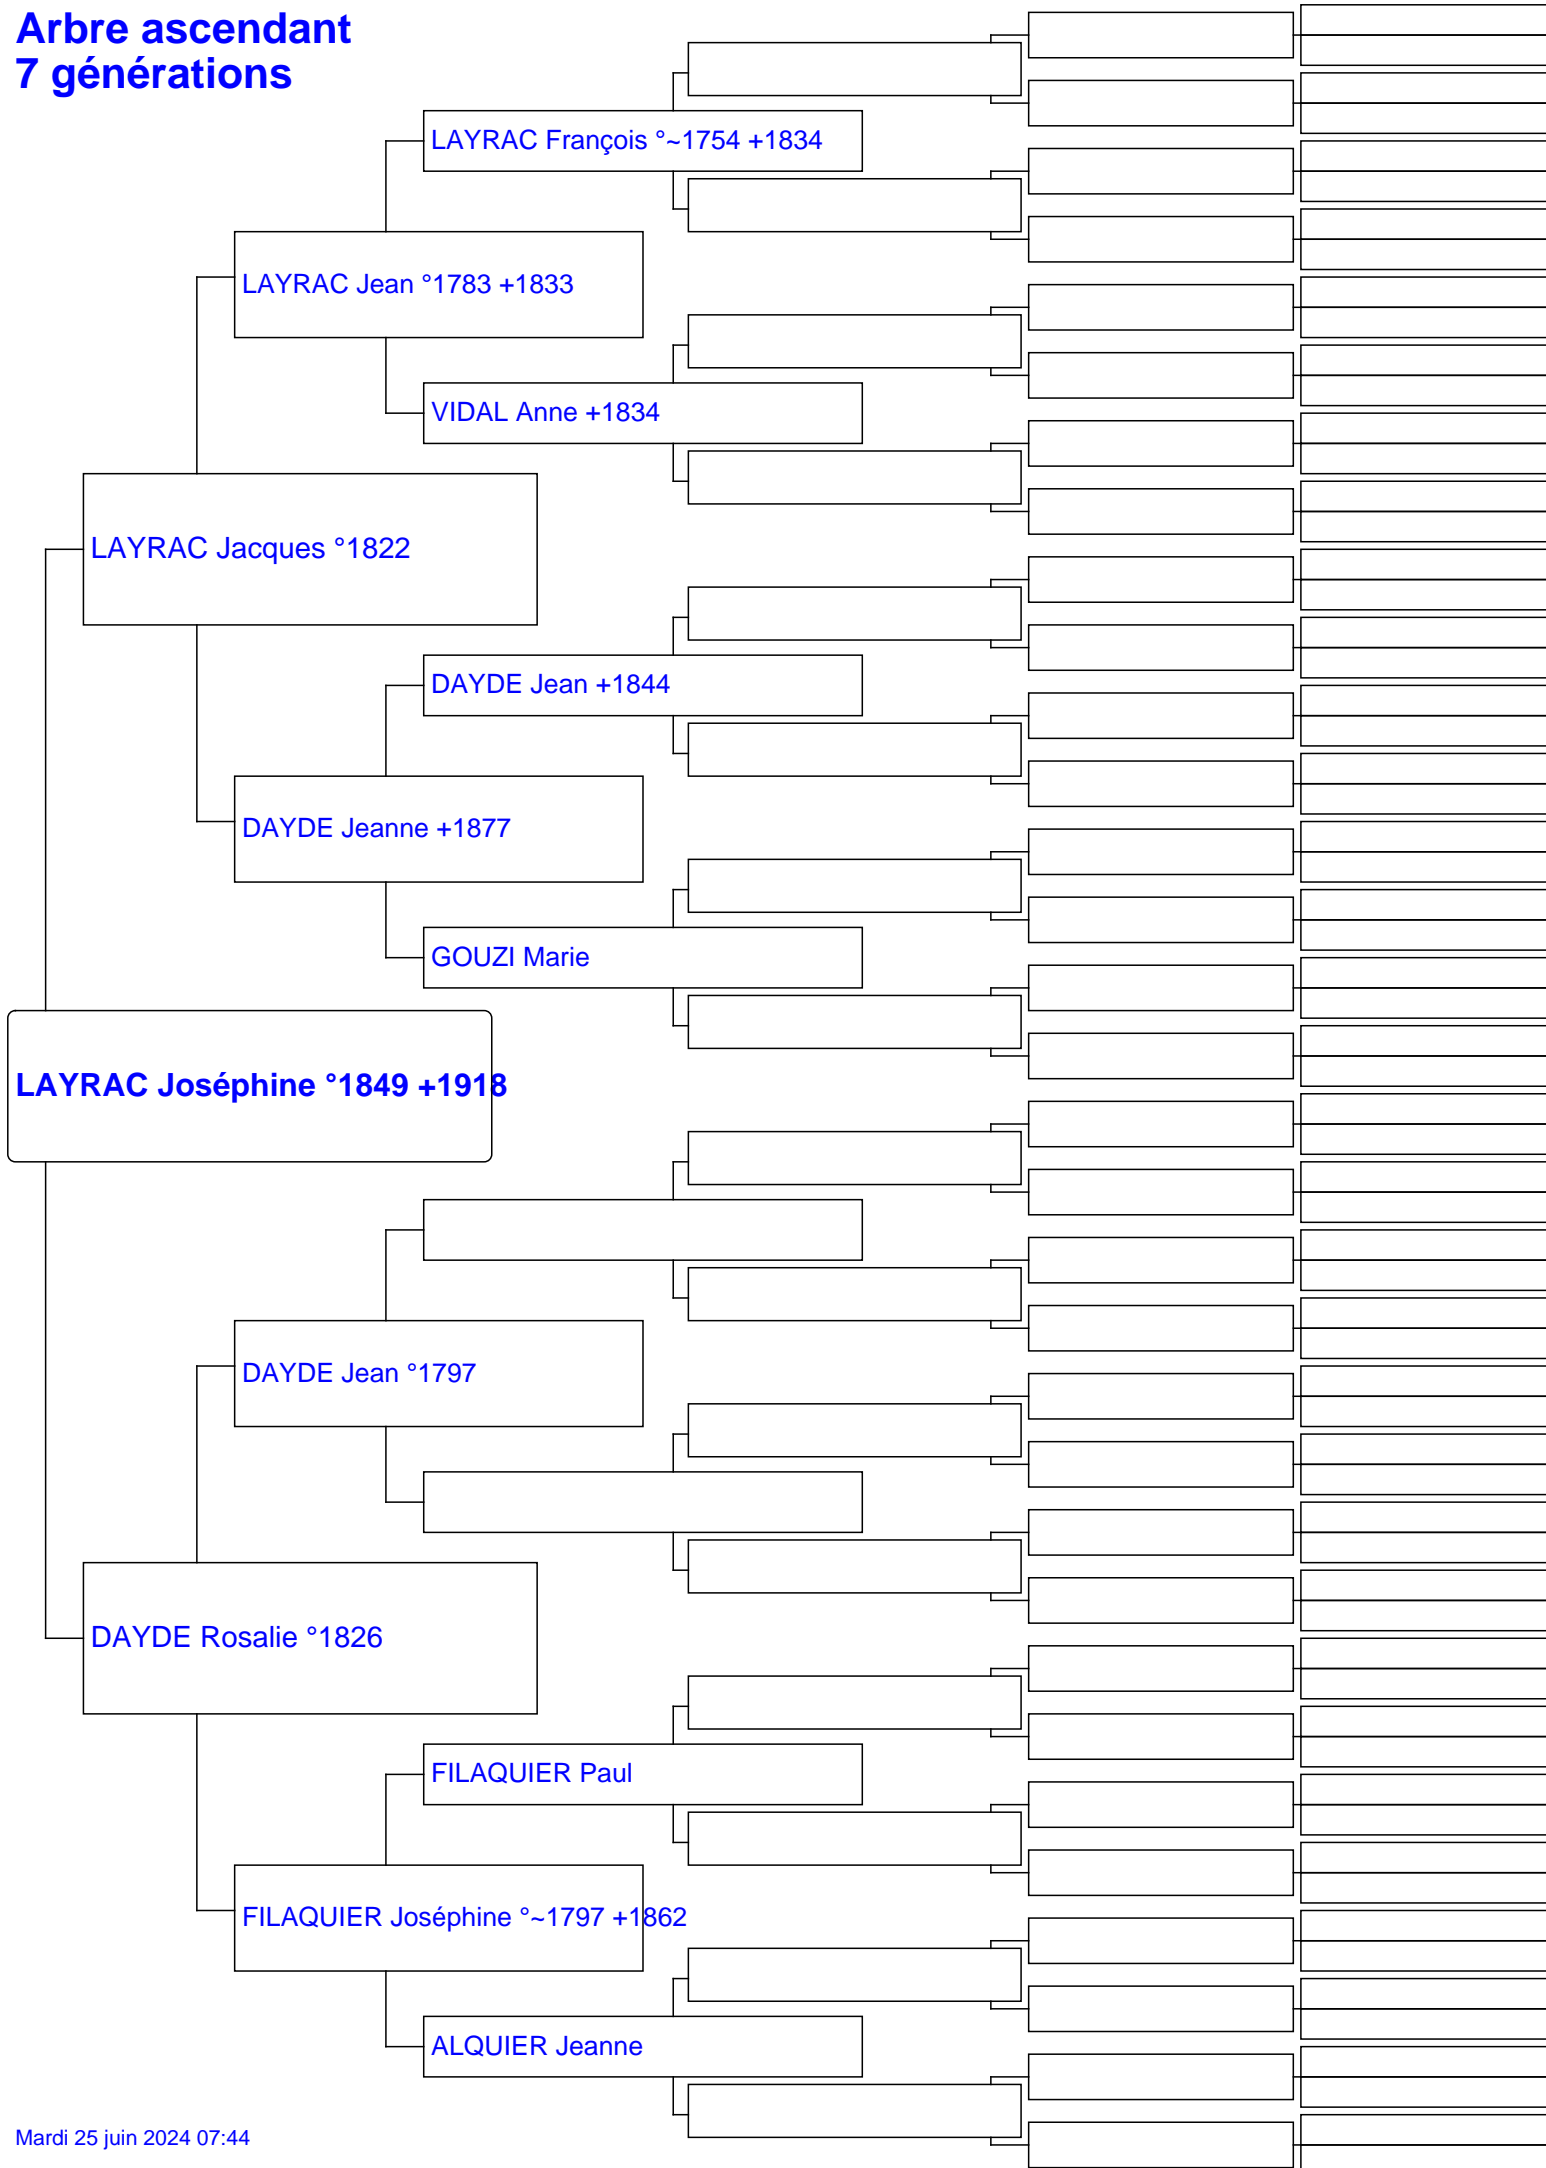 Arbre ascendant
7 générations
LAYRAC François °~1754 +1834
LAYRAC Jean °1783 +1833
VIDAL Anne +1834
LAYRAC Jacques °1822
DAYDE Jean +1844
DAYDE Jeanne +1877
GOUZI Marie
LAYRAC Joséphine °1849 +1918
DAYDE Jean °1797
DAYDE Rosalie °1826
FILAQUIER Paul
FILAQUIER Joséphine °~1797 +1862
ALQUIER Jeanne
Mardi 25 juin 2024 07:44